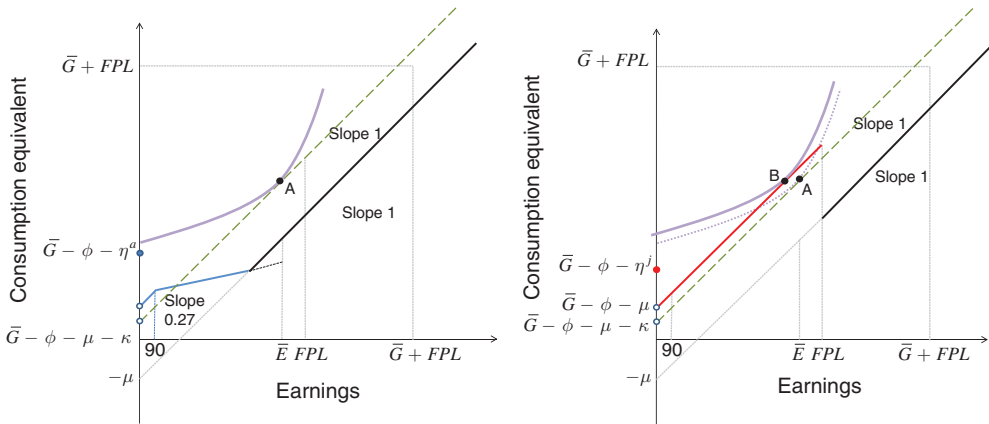 Consumption equivalent
G̅ + FPL
Slope 1
A
Slope 1
G̅ − ϕ − η^a
Slope
0.27
G̅ − ϕ − μ − κ
90
E̅ FPL
G̅ + FPL
−μ
Earnings
Consumption equivalent
G̅ + FPL
Slope 1
B
A
Slope 1
G̅ − ϕ − η^j
G̅ − ϕ − μ
G̅ − ϕ − μ − κ
90
E̅ FPL
G̅ + FPL
−μ
Earnings